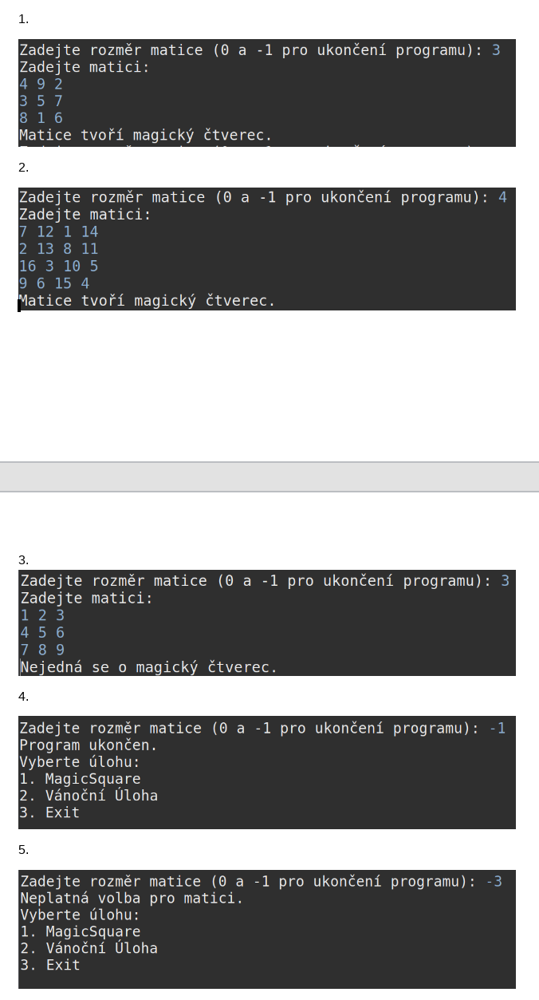 1.
Zadejte rozměr matice (0 a -1 pro ukončení programu): 3
Zadejte matici:
4 9 2
3 5 7
8 1 6
Matice tvoří magický čtverec.
2.
Zadejte rozměr matice (0 a -1 pro ukončení programu): 4
Zadejte matici:
7 12 1 14
2 13 8 11
16 3 10 5
9 6 15 4
Matice tvoří magický čtverec.
3.
Zadejte rozměr matice (0 a -1 pro ukončení programu): 3
Zadejte matici:
1 2 3
4 5 6
7 8 9
Nejedná se o magický čtverec.
4.
Zadejte rozměr matice (0 a -1 pro ukončení programu): -1
Program ukončen.
Vyberte úlohu:
1. MagicSquare
2. Vánoční Úloha
3. Exit
5.
Zadejte rozměr matice (0 a -1 pro ukončení programu): -3
Neplatná volba pro matici.
Vyberte úlohu:
1. MagicSquare
2. Vánoční Úloha
3. Exit